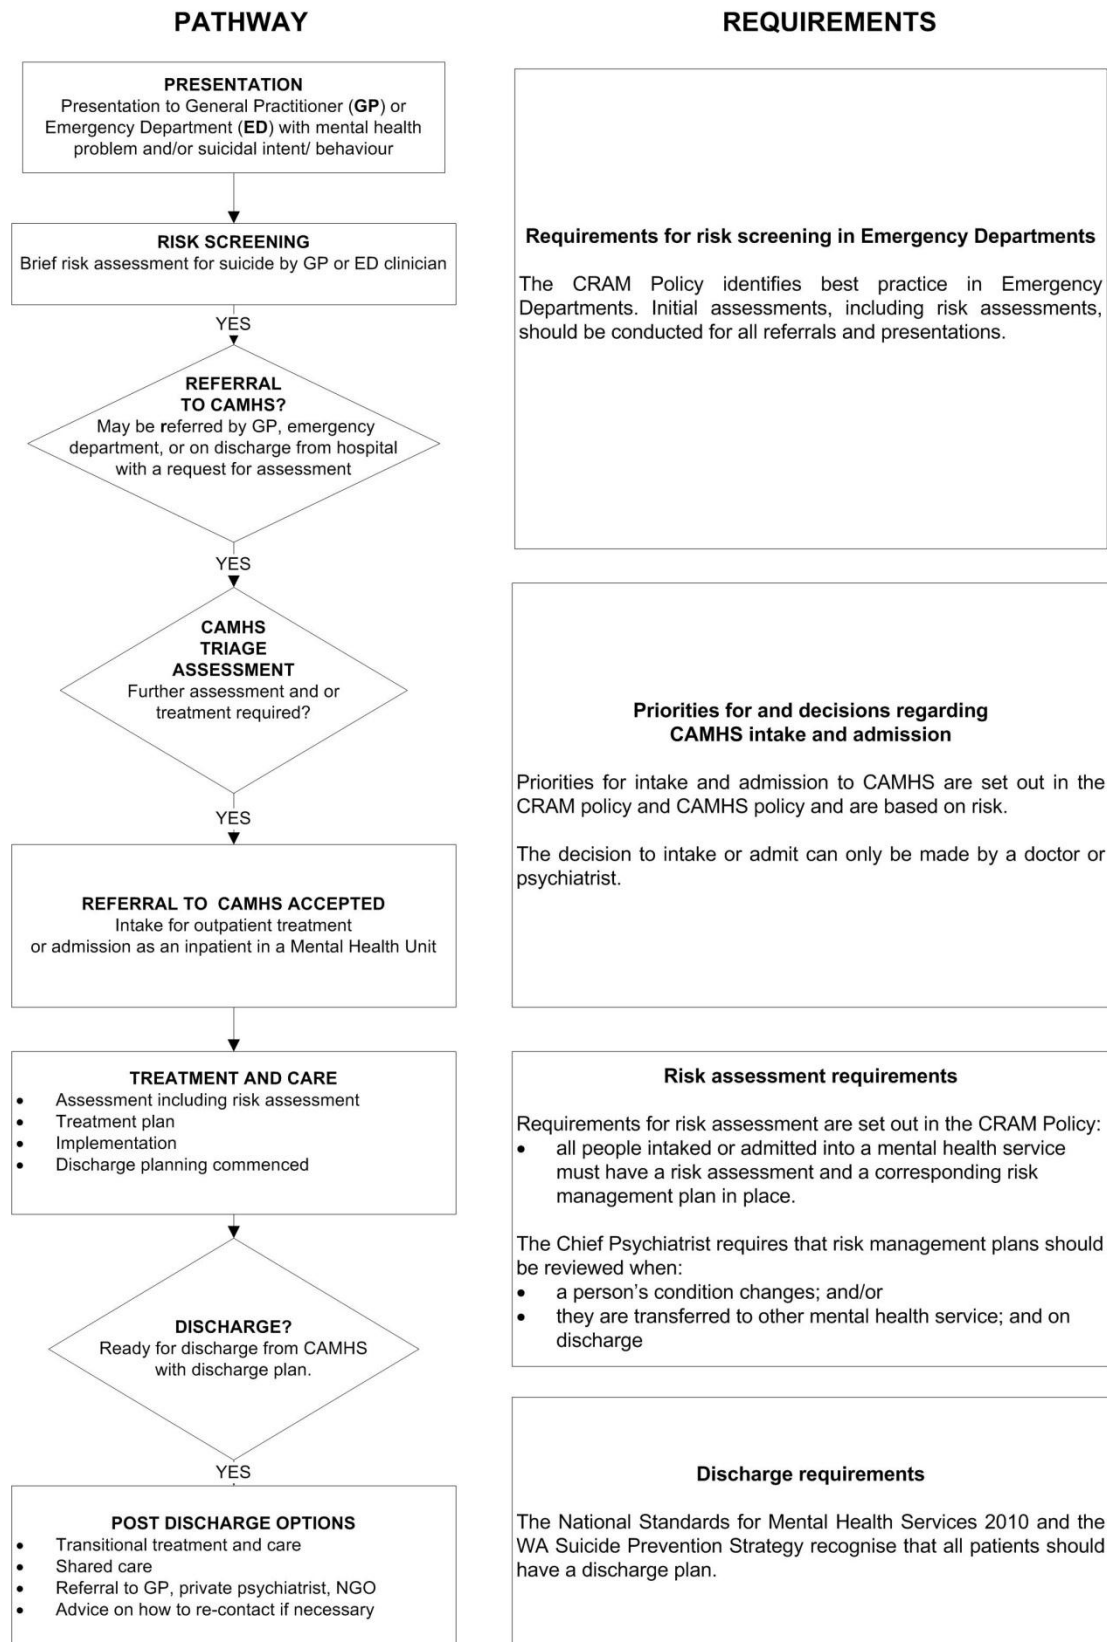 PATHWAY
PRESENTATION
Presentation to General Practitioner (GP) or
Emergency Department (ED) with mental health
problem and/or suicidal intent/ behaviour
RISK SCREENING
Brief risk assessment for suicide by GP or ED clinician
YES
REFERRAL
TO CAMHS?
May be referred by GP, emergency
department, or on discharge from hospital
with a request for assessment
YES
CAMHS
TRIAGE
ASSESSMENT
Further assessment and or
treatment required?
YES
REFERRAL TO CAMHS ACCEPTED
Intake for outpatient treatment
or admission as an inpatient in a Mental Health Unit
TREATMENT AND CARE
• Assessment including risk assessment
• Treatment plan
• Implementation
• Discharge planning commenced
DISCHARGE?
Ready for discharge from CAMHS
with discharge plan.
YES
POST DISCHARGE OPTIONS
• Transitional treatment and care
• Shared care
• Referral to GP, private psychiatrist, NGO
• Advice on how to re-contact if necessary
REQUIREMENTS
Requirements for risk screening in Emergency Departments
The CRAM Policy identifies best practice in Emergency
Departments. Initial assessments, including risk assessments,
should be conducted for all referrals and presentations.
Priorities for and decisions regarding
CAMHS intake and admission
Priorities for intake and admission to CAMHS are set out in the
CRAM policy and CAMHS policy and are based on risk.
The decision to intake or admit can only be made by a doctor or
psychiatrist.
Risk assessment requirements
Requirements for risk assessment are set out in the CRAM Policy:
• all people intaked or admitted into a mental health service
must have a risk assessment and a corresponding risk
management plan in place.
The Chief Psychiatrist requires that risk management plans should
be reviewed when:
• a person's condition changes; and/or
• they are transferred to other mental health service; and on
discharge
Discharge requirements
The National Standards for Mental Health Services 2010 and the
WA Suicide Prevention Strategy recognise that all patients should
have a discharge plan.